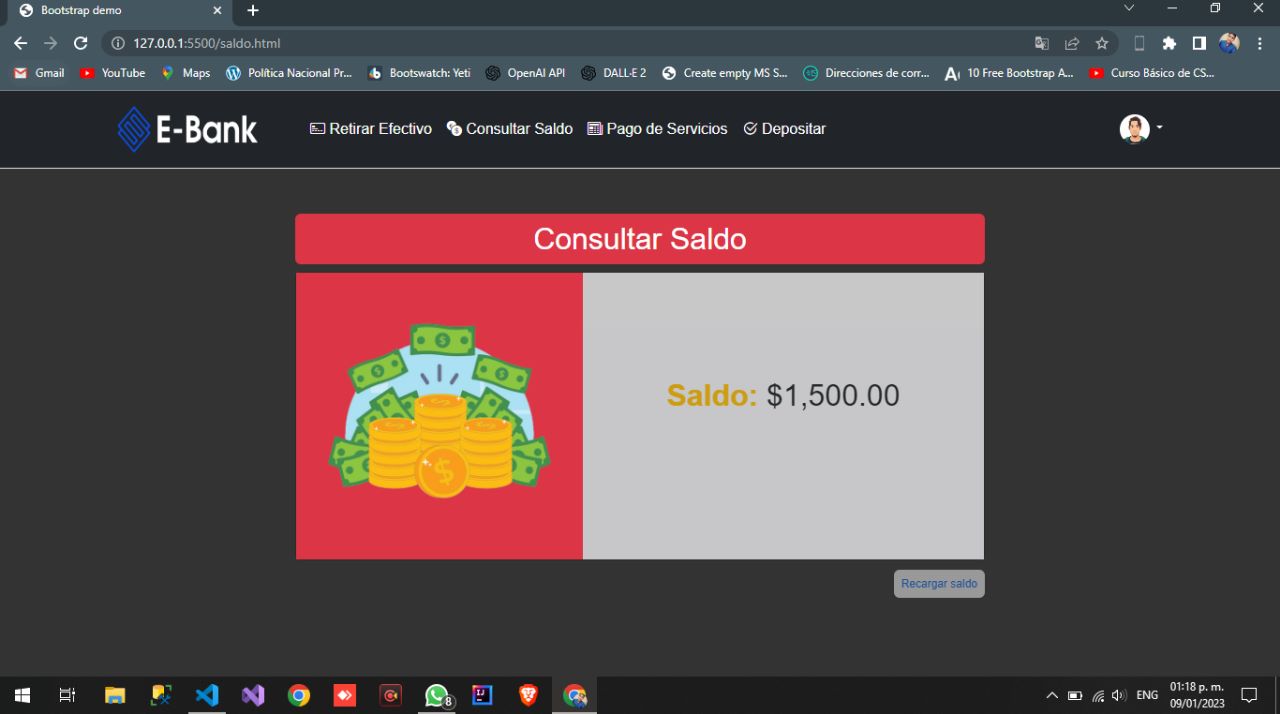 Bootstrap demo
127.0.0.1:5500/saldo.html
Gmail YouTube Maps Política Nacional Pr... Bootswatch: Yeti OpenAI API DALL·E 2 Create empty MS S... Direcciones de corr... 10 Free Bootstrap A... Curso Básico de CS...
E-Bank Retirar Efectivo Consultar Saldo Pago de Servicios Depositar
Consultar Saldo
Saldo: $1,500.00
Recargar saldo
8
ENG
01:18 p. m.
09/01/2023